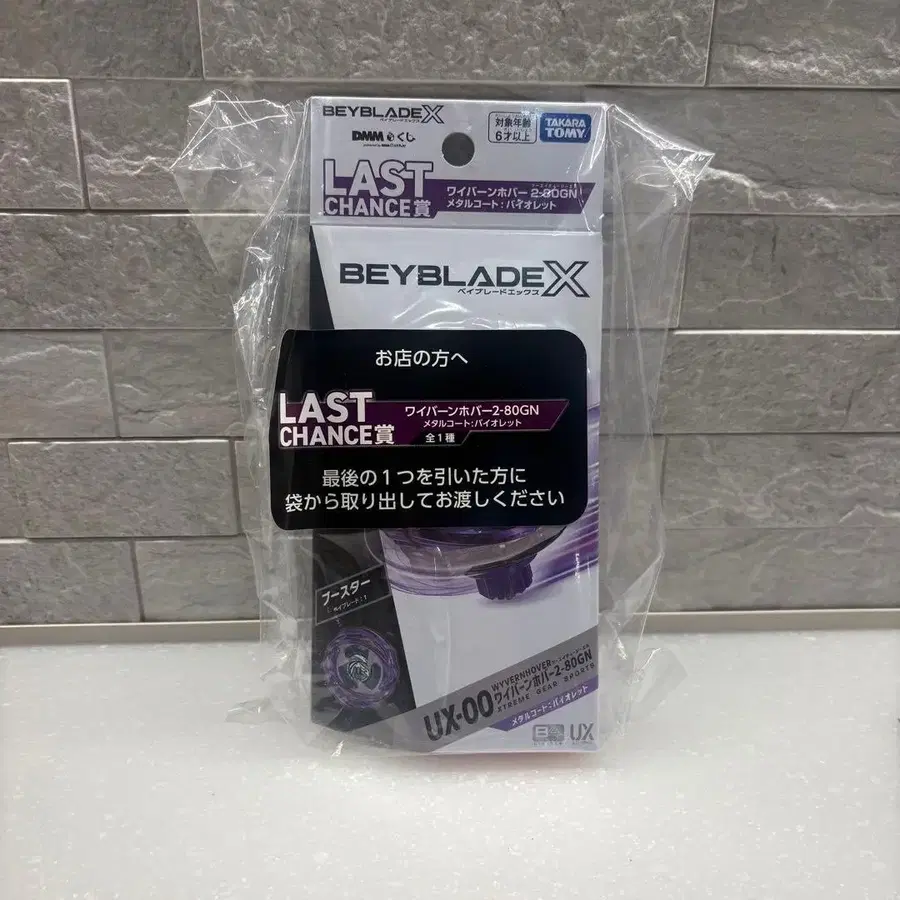 BEYBLADE X
ベイブレードエックス
DMMくじ
対象年齢
6才以上
TAKARA
TOMY
LAST
CHANCE賞
ワイバーンホバー2-80GN
メタルコート:バイオレット
BEYBLADE X
ベイブレードエックス
お店の方へ
LAST
CHANCE賞
ワイバーンホバー2-80GN
メタルコート:バイオレット
全1種
最後の1つを引いた方に
袋から取り出してお渡しください
ブースター
ベイブレード:1
UX-00
WYVERNHOVER
ワイバーンホバー2-80GN
XTREME GEAR SPORTS
メタルコート:バイオレット
UX